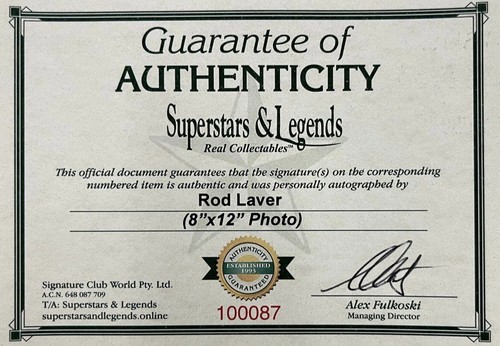 Guarantee of
AUTHENTICITY
Superstars & Legends
Real Collectables™
This official document guarantees that the signature(s) on the corresponding
numbered item is authentic and was personally autographed by
Rod Laver
(8”x12” Photo)
AUTHENTICITY
ESTABLISHED
1993
GUARANTEED
Signature Club World Pty. Ltd.
A.C.N. 648 087 709
T/A: Superstars & Legends
superstarsandlegends.online
100087
Alex Fulkoski
Managing Director